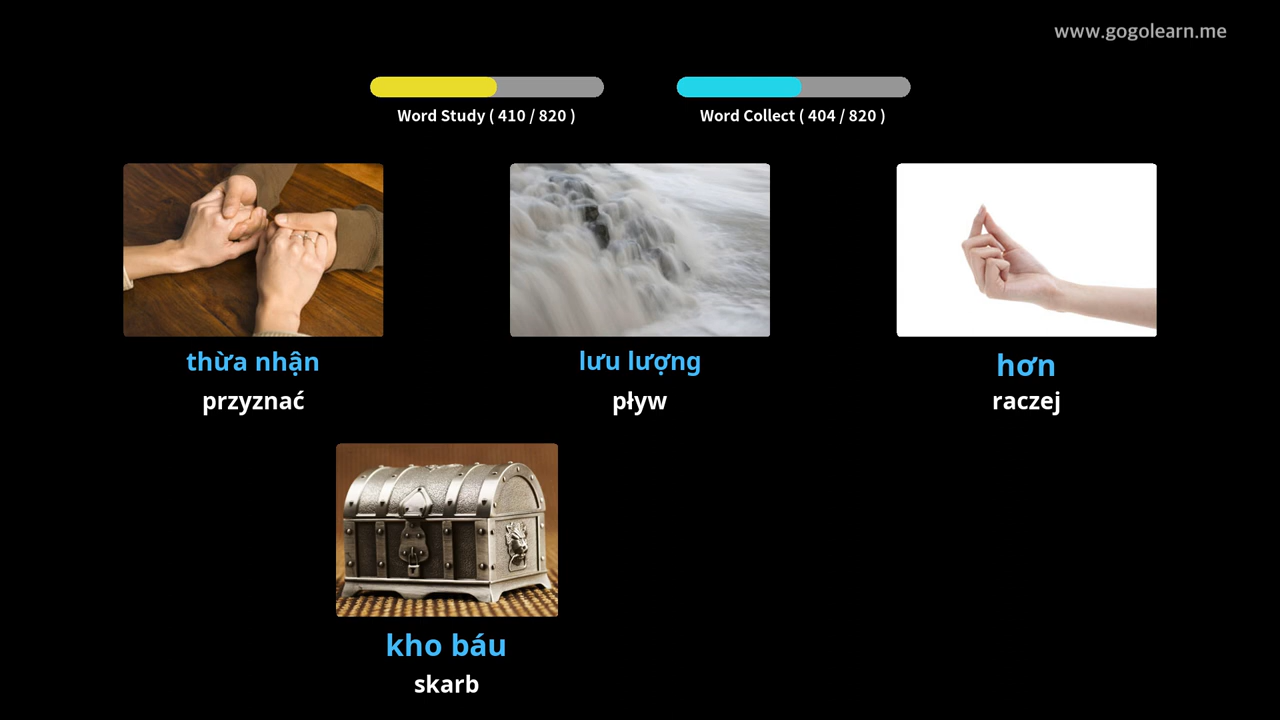 www.gogolearn.me
Word Study ( 410 / 820 )
Word Collect ( 404 / 820 )
thừa nhận
przyznać
lưu lượng
pływ
hơn
raczej
kho báu
skarb